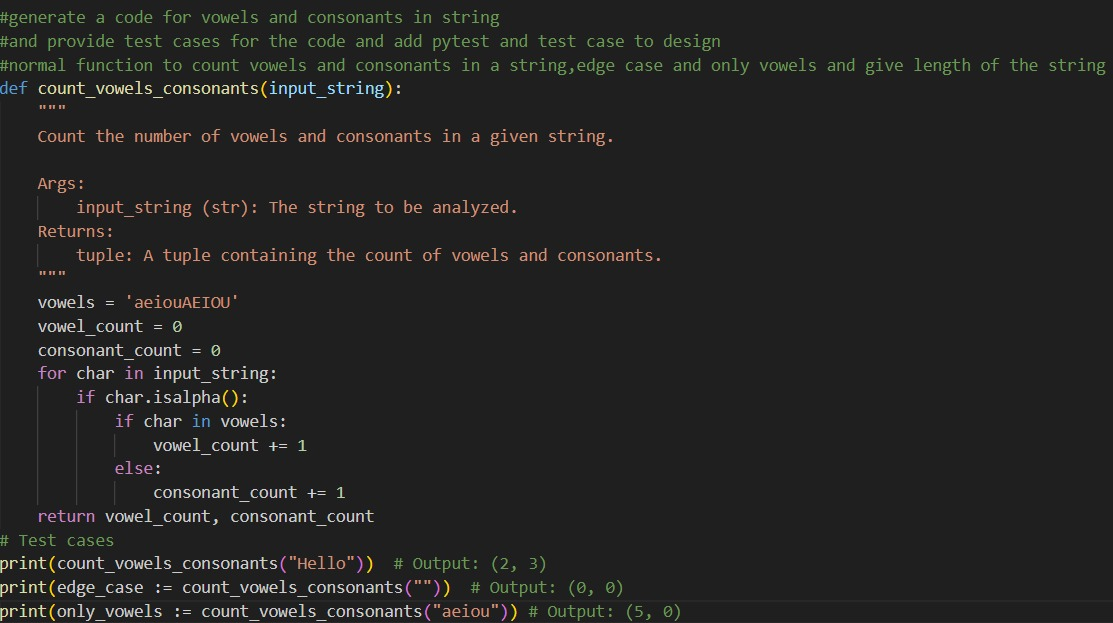 #generate a code for vowels and consonants in string
#and provide test cases for the code and add pytest and test case to design
#normal function to count vowels and consonants in a string,edge case and only vowels and give length of the string
def count_vowels_consonants(input_string):
    """
    Count the number of vowels and consonants in a given string.

    Args:
        input_string (str): The string to be analyzed.
    Returns:
        tuple: A tuple containing the count of vowels and consonants.
    """
    vowels = 'aeiouAEIOU'
    vowel_count = 0
    consonant_count = 0
    for char in input_string:
        if char.isalpha():
            if char in vowels:
                vowel_count += 1
            else:
                consonant_count += 1
    return vowel_count, consonant_count
# Test cases
print(count_vowels_consonants("Hello"))  # Output: (2, 3)
print(edge_case := count_vowels_consonants(""))  # Output: (0, 0)
print(only_vowels := count_vowels_consonants("aeiou")) # Output: (5, 0)